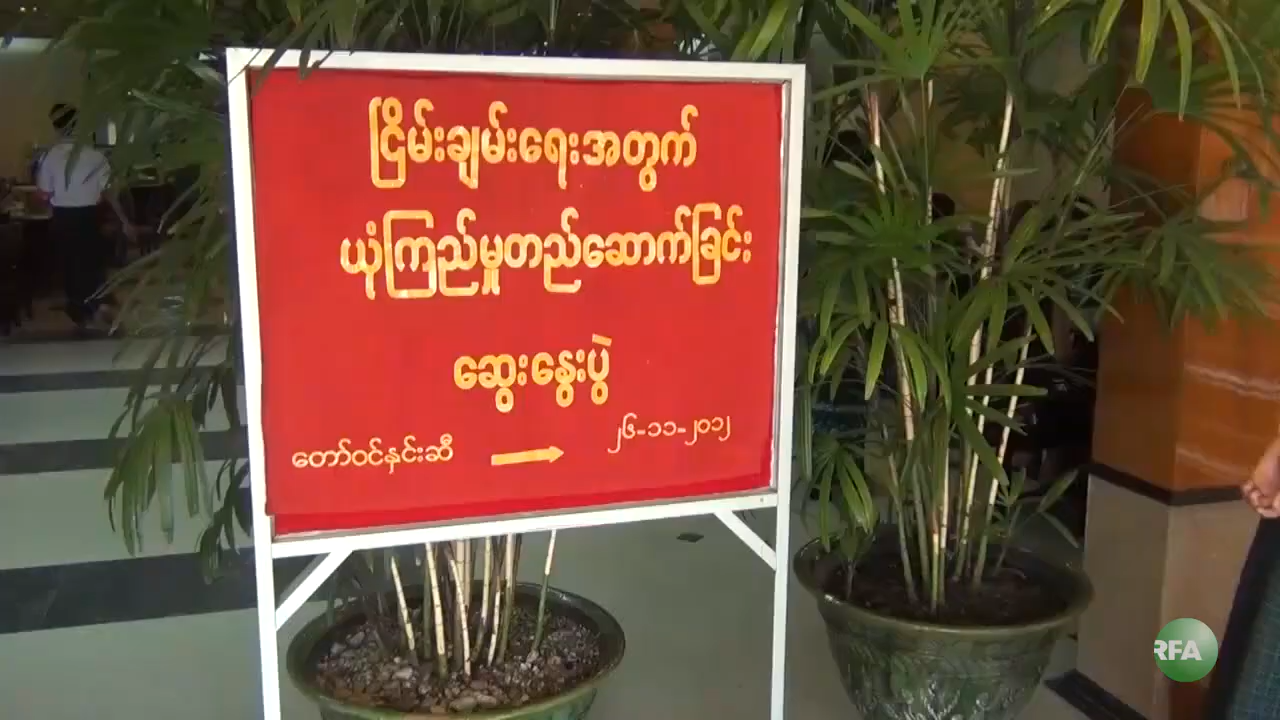 ငြိမ်းချမ်းရေးအတွက်
ယုံကြည်မှုတည်ဆောက်ခြင်း
ဆွေးနွေးပွဲ
တော်ဝင်နှင်းဆီ
၂၆-၁၁-၂၀၁၂
RFA